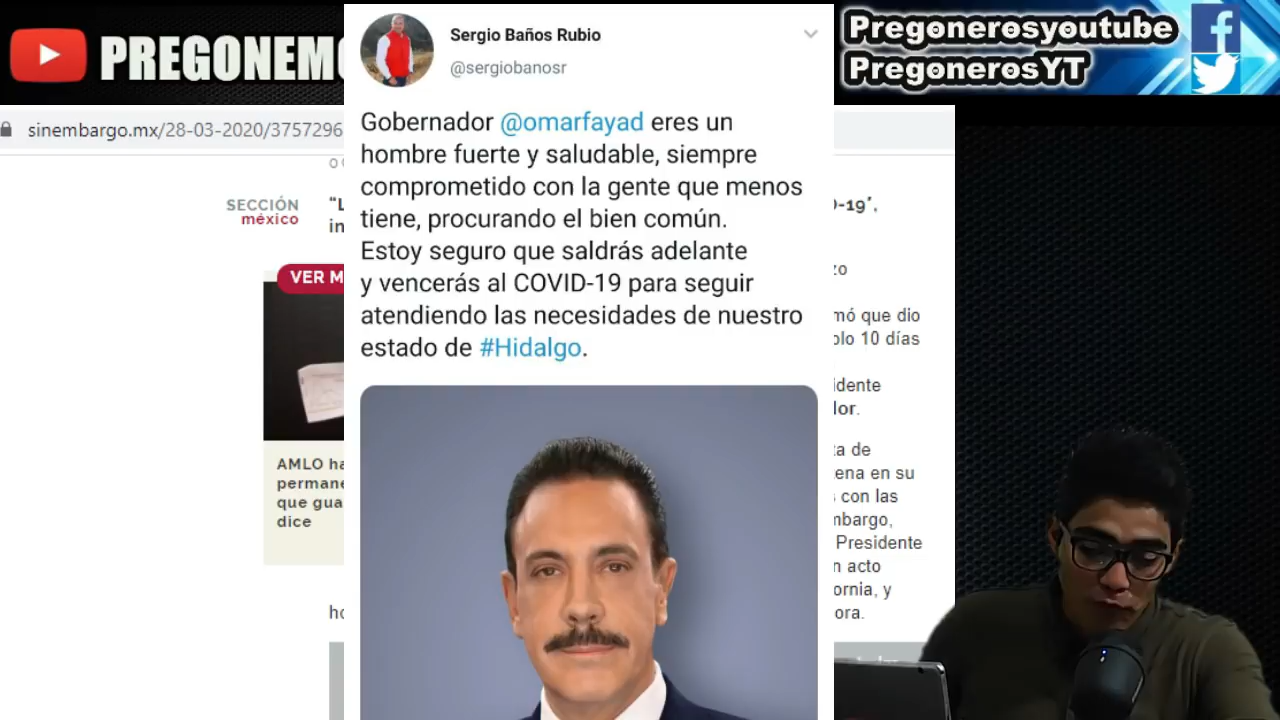 PREGONEM
Pregonerosyoutube
PregonerosYT
sinembargo.mx/28-03-2020/3757296
SECCIÓN
méxico
VER M
AMLO ha
permane
que gua
dice
Sergio Baños Rubio
@sergiobanosr
Gobernador @omarfayad eres un
hombre fuerte y saludable, siempre
comprometido con la gente que menos
tiene, procurando el bien común.
Estoy seguro que saldrás adelante
y vencerás al COVID-19 para seguir
atendiendo las necesidades de nuestro
estado de #Hidalgo.
D-19",
zo
mó que dio
olo 10 días
idente
lor.
ta de
ena en su
s con las
mbargo,
Presidente
n acto
ornia, y
ora.